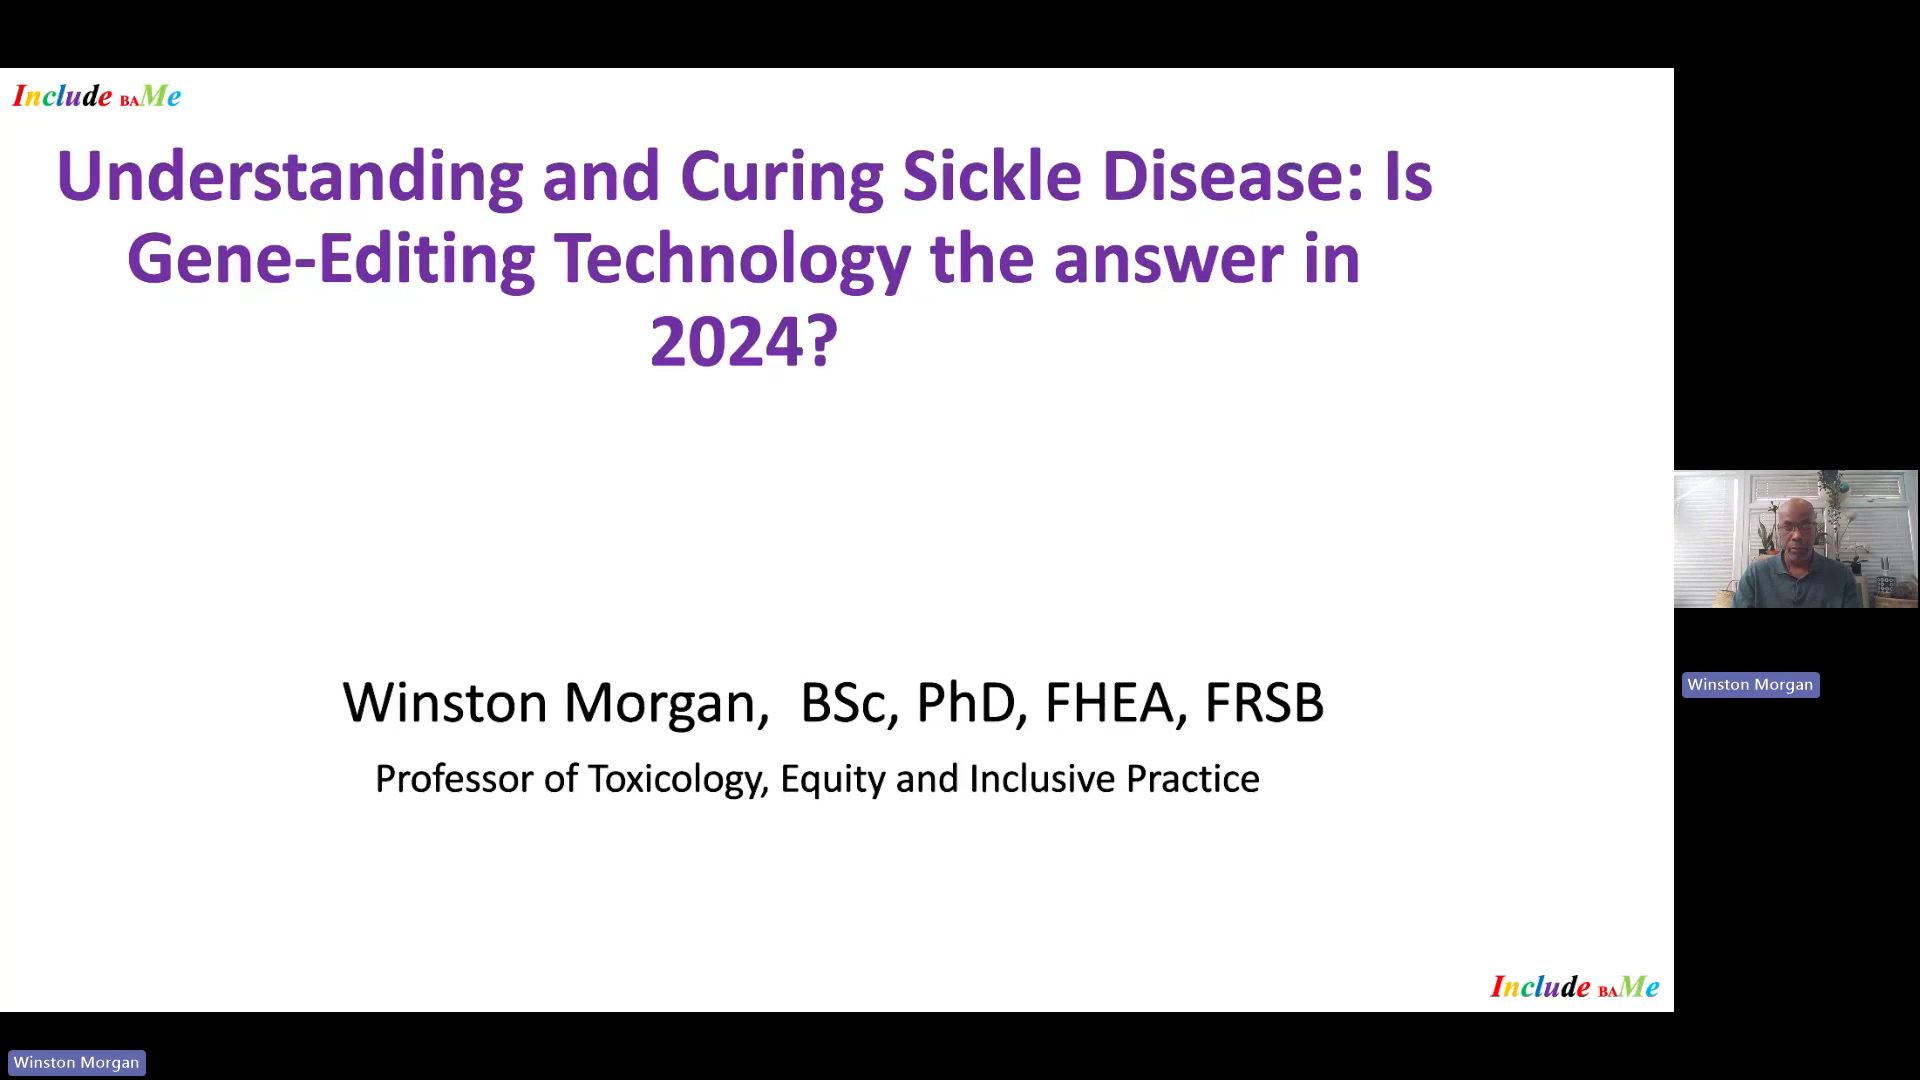 Include BAMe
Understanding and Curing Sickle Disease: Is
Gene-Editing Technology the answer in
2024?
Winston Morgan, BSc, PhD, FHEA, FRSB
Professor of Toxicology, Equity and Inclusive Practice
Include BAMe
Winston Morgan
Winston Morgan